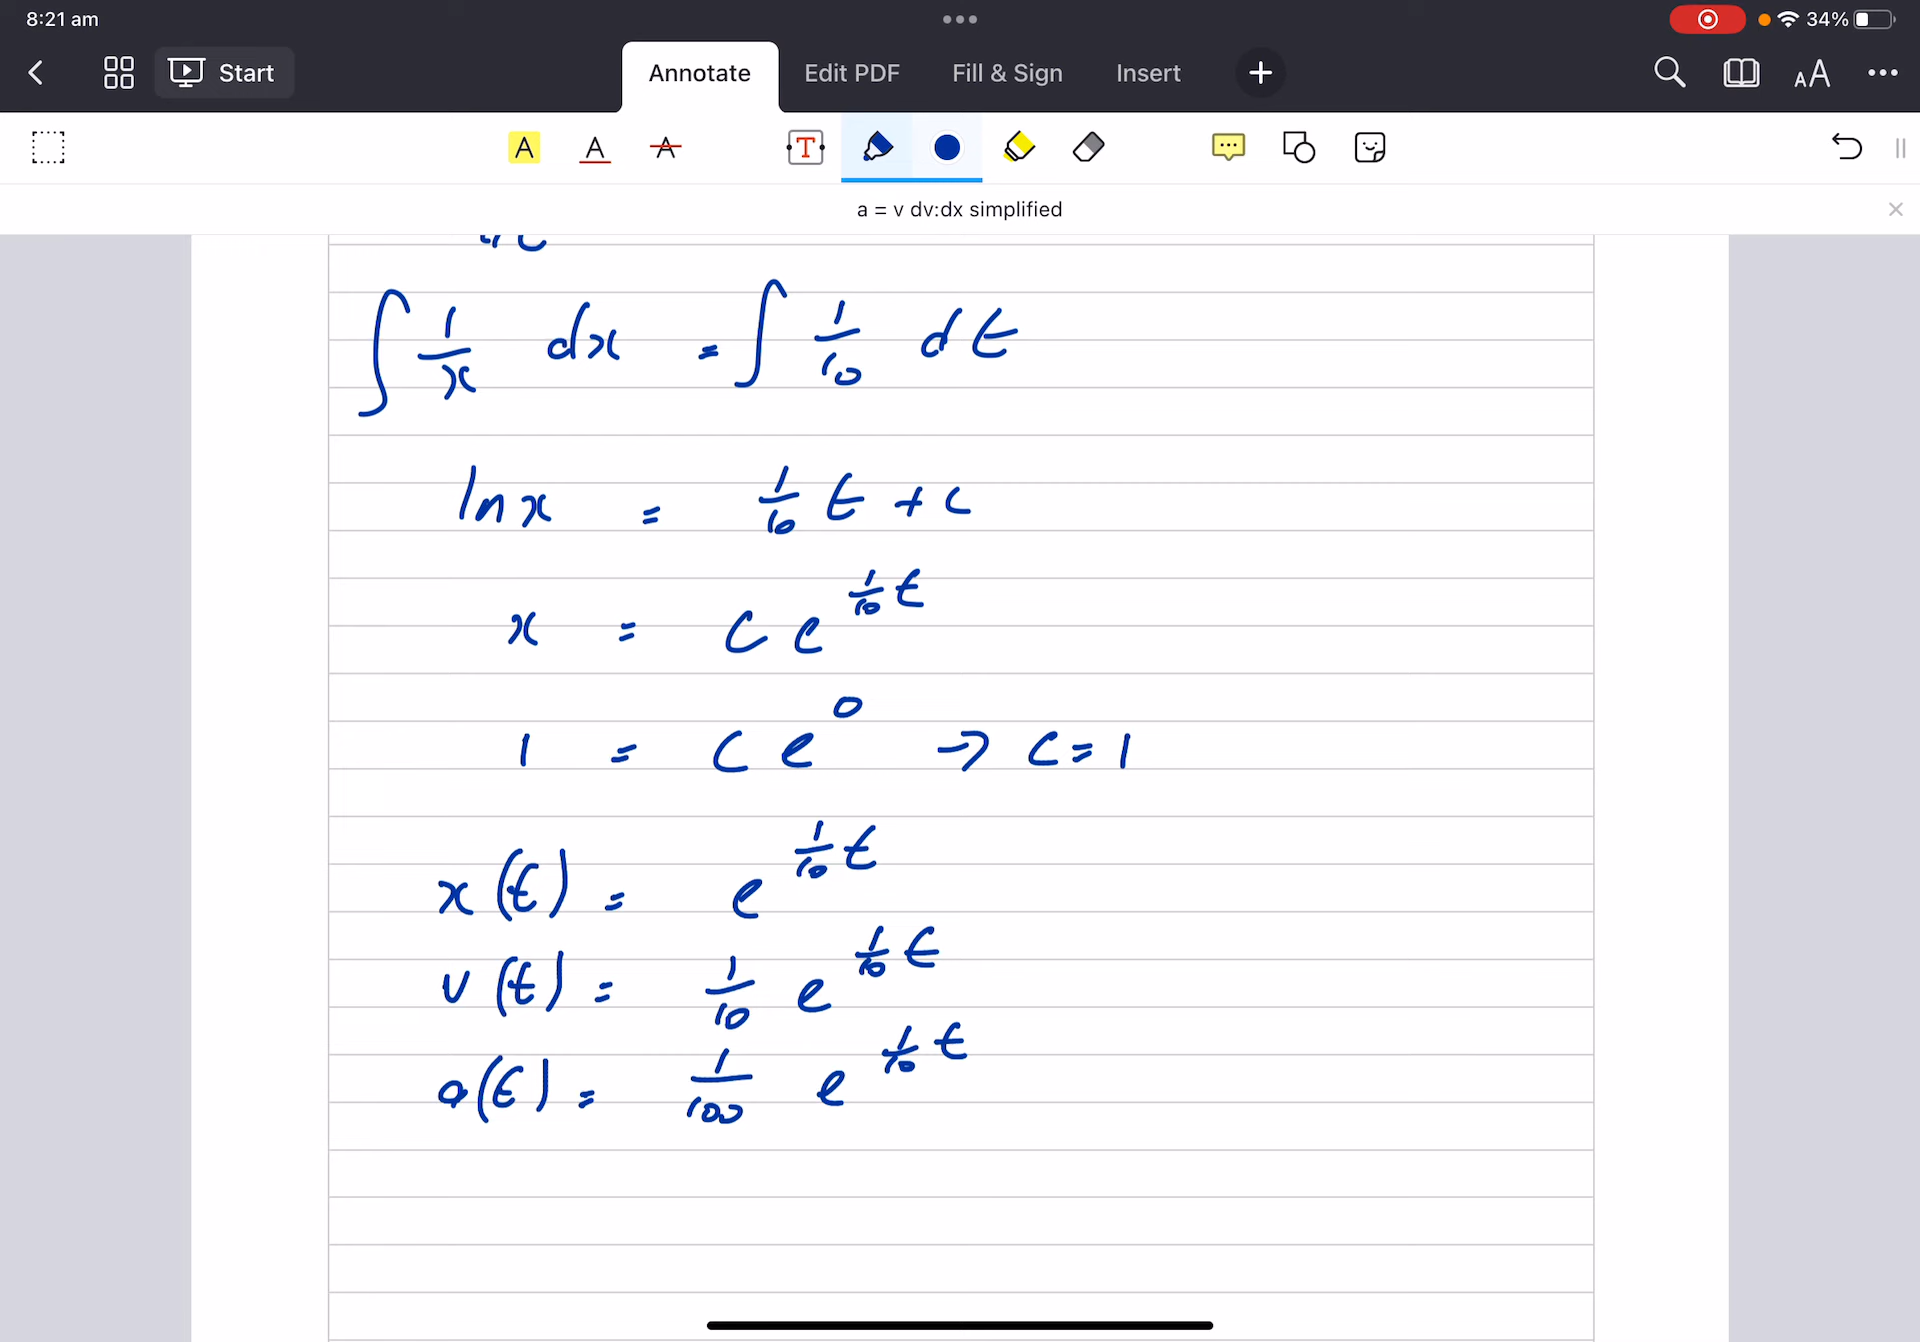 8:21 am
34%
Start
Annotate
Edit PDF
Fill & Sign
Insert
a = v dv:dx simplified
∫ 1/x dx = ∫ 1/10 dt
ln x = 1/10 t + c
x = C e^(1/10 t)
1 = C e^0 → C = 1
x(t) = e^(1/10 t)
v(t) = 1/10 e^(1/10 t)
a(t) = 1/100 e^(1/10 t)